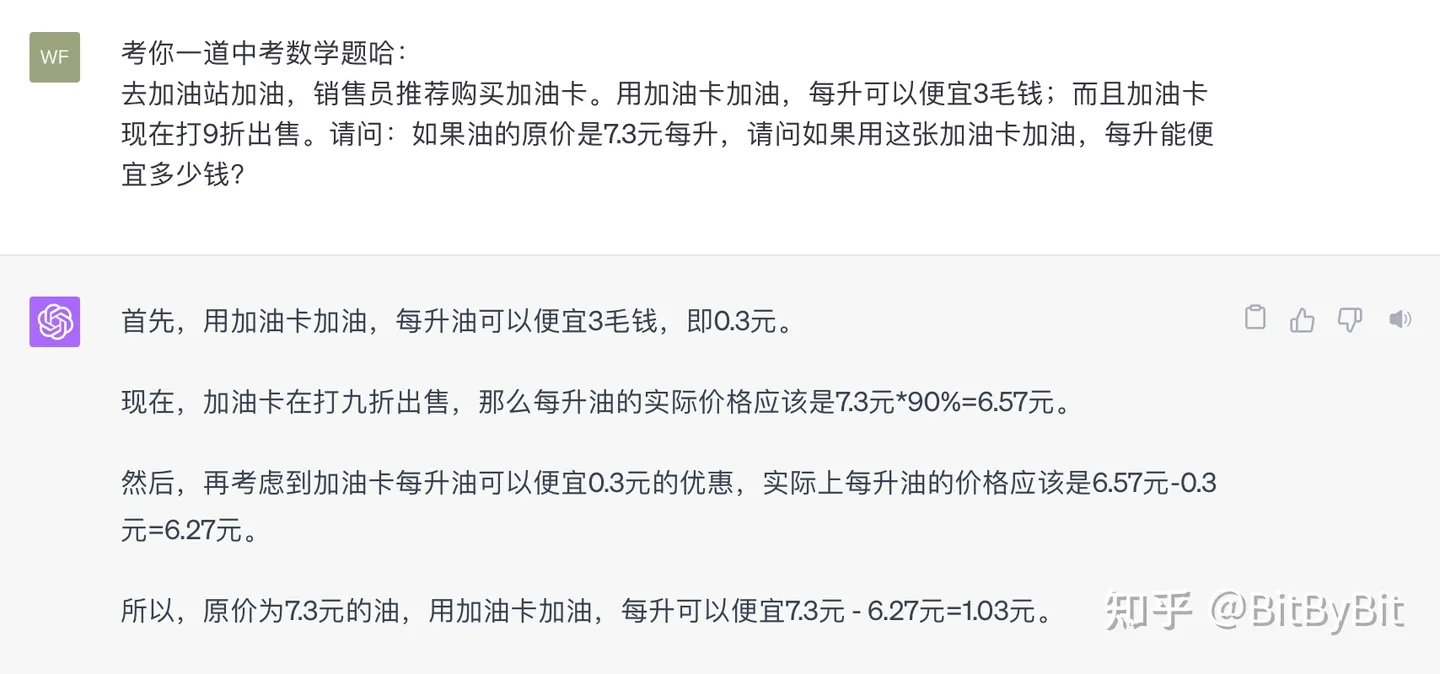 WF
考你一道中考数学题哈：
去加油站加油，销售员推荐购买加油卡。用加油卡加油，每升可以便宜3毛钱；而且加油卡
现在打9折出售。请问：如果油的原价是7.3元每升，请问如果用这张加油卡加油，每升能便
宜多少钱？
首先，用加油卡加油，每升油可以便宜3毛钱，即0.3元。
现在，加油卡在打九折出售，那么每升油的实际价格应该是7.3元*90%=6.57元。
然后，再考虑到加油卡每升油可以便宜0.3元的优惠，实际上每升油的价格应该是6.57元-0.3
元=6.27元。
所以，原价为7.3元的油，用加油卡加油，每升可以便宜7.3元 - 6.27元=1.03元。
知乎 @BitByBit